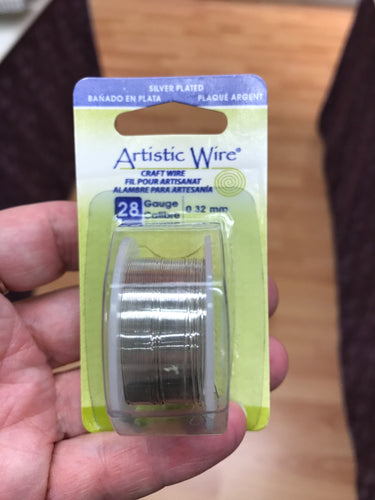 SILVER PLATED
BAÑADO EN PLATA PLAQUÉ ARGENT
Artistic Wire®
CRAFT WIRE
FIL POUR ARTISANAT
ALAMBRE PARA ARTESANÍA
28 Gauge
Calibre 0.32 mm